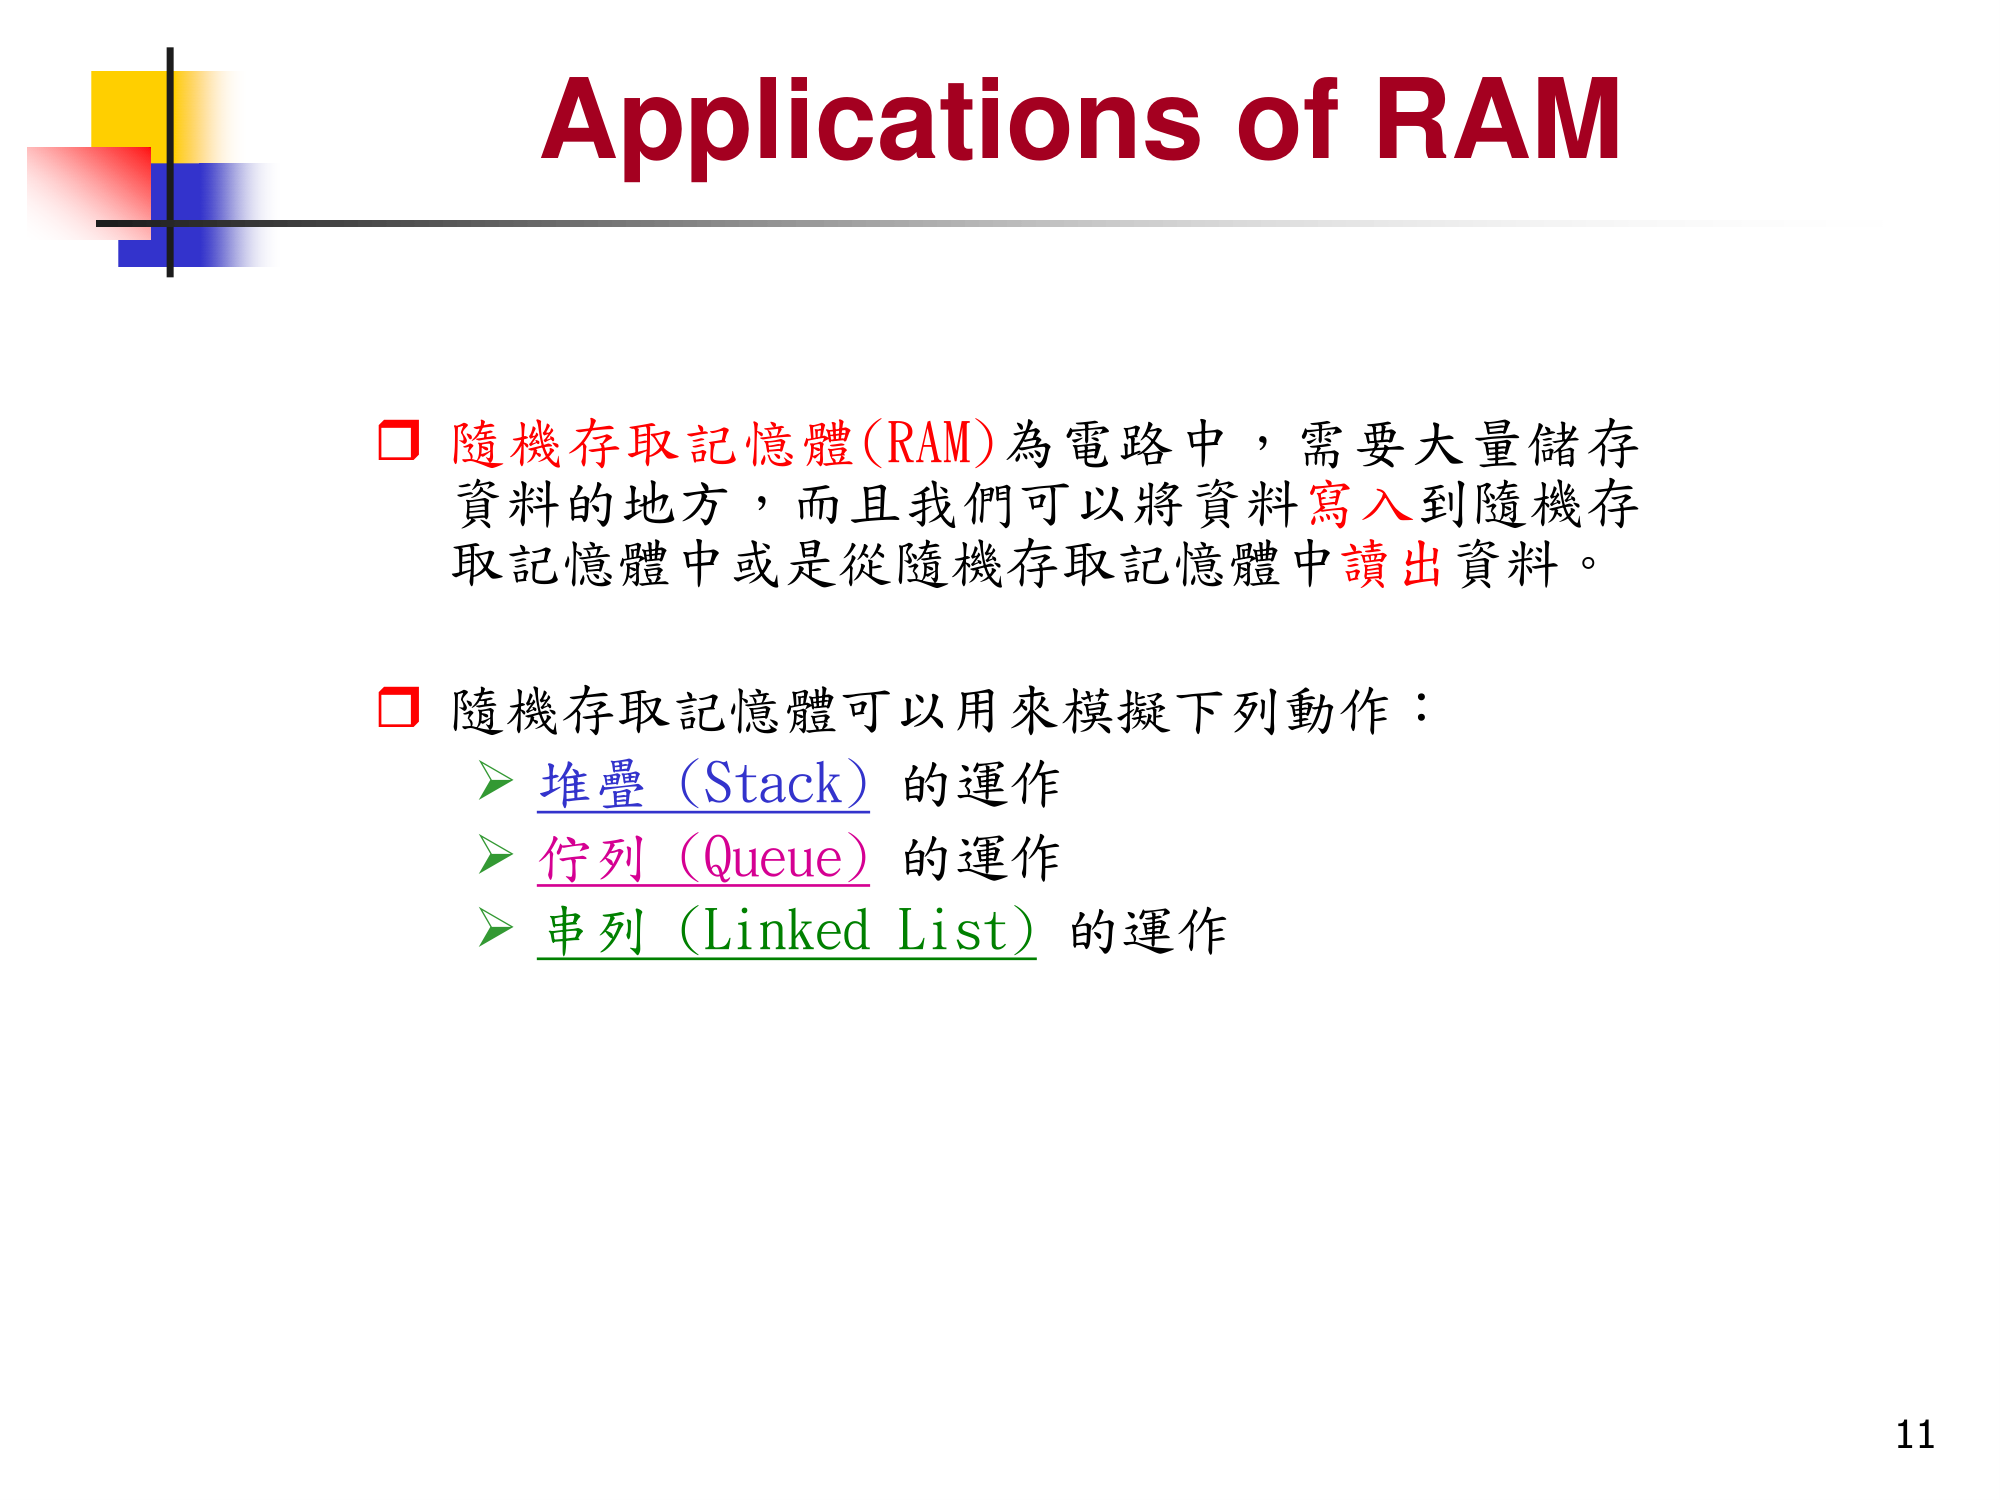 Applications of RAM
隨機存取記憶體(RAM)為電路中，需要大量儲存
資料的地方，而且我們可以將資料寫入到隨機存
取記憶體中或是從隨機存取記憶體中讀出資料。
隨機存取記憶體可以用來模擬下列動作：
堆疊 (Stack) 的運作
佇列 (Queue) 的運作
串列 (Linked List) 的運作
11